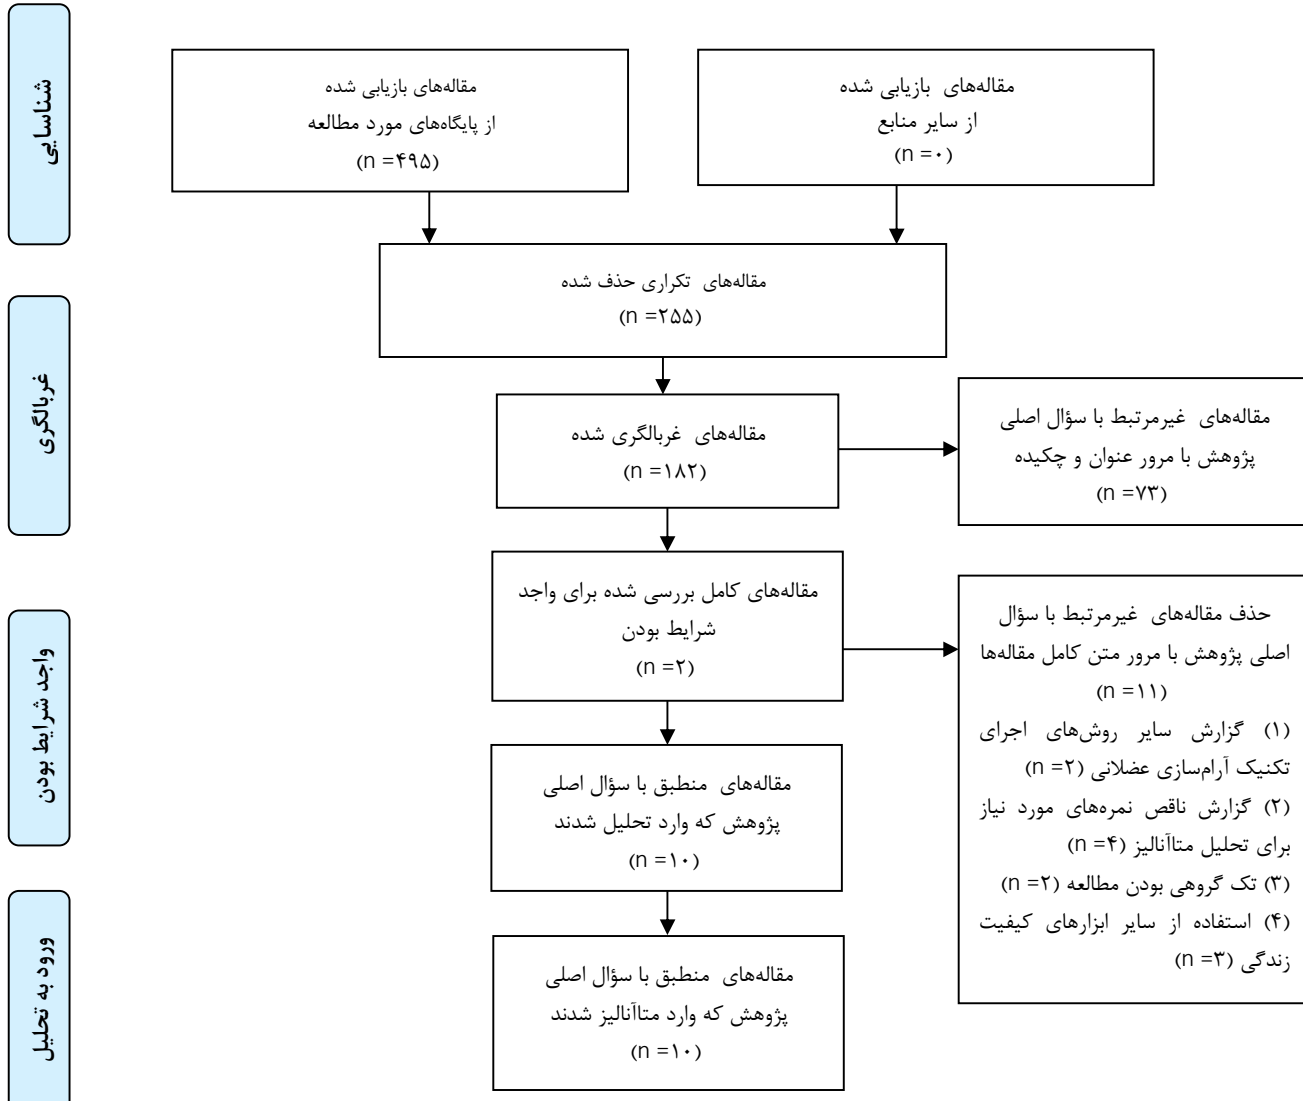 شناسایی
مقاله‌های بازیابی شده
از سایر منابع
(n =۰)
مقاله‌های بازیابی شده
از پایگاه‌های مورد مطالعه
(n =۴۹۵)
مقاله‌های تکراری حذف شده
(n =۲۵۵)
غربالگری
مقاله‌های غربالگری شده
(n =۱۸۲)
مقاله‌های غیرمرتبط با سؤال اصلی
پژوهش با مرور عنوان و چکیده
(n =۷۳)
واجد شرایط بودن
مقاله‌های کامل بررسی شده برای واجد
شرایط بودن
(n =۲)
حذف مقاله‌های غیرمرتبط با سؤال
اصلی پژوهش با مرور متن کامل مقاله‌ها
(n =۱۱)
(۱) گزارش سایر روش‌های اجرای
تکنیک آرام‌سازی عضلانی (n =۲)
(۲) گزارش ناقص نمره‌های مورد نیاز
برای تحلیل متاآنالیز (n =۴)
(۳) تک گروهی بودن مطالعه (n =۲)
(۴) استفاده از سایر ابزارهای کیفیت
زندگی (n =۳)
مقاله‌های منطبق با سؤال اصلی
پژوهش که وارد تحلیل شدند
(n =۱۰)
ورود به تحلیل
مقاله‌های منطبق با سؤال اصلی
پژوهش که وارد متاآنالیز شدند
(n =۱۰)